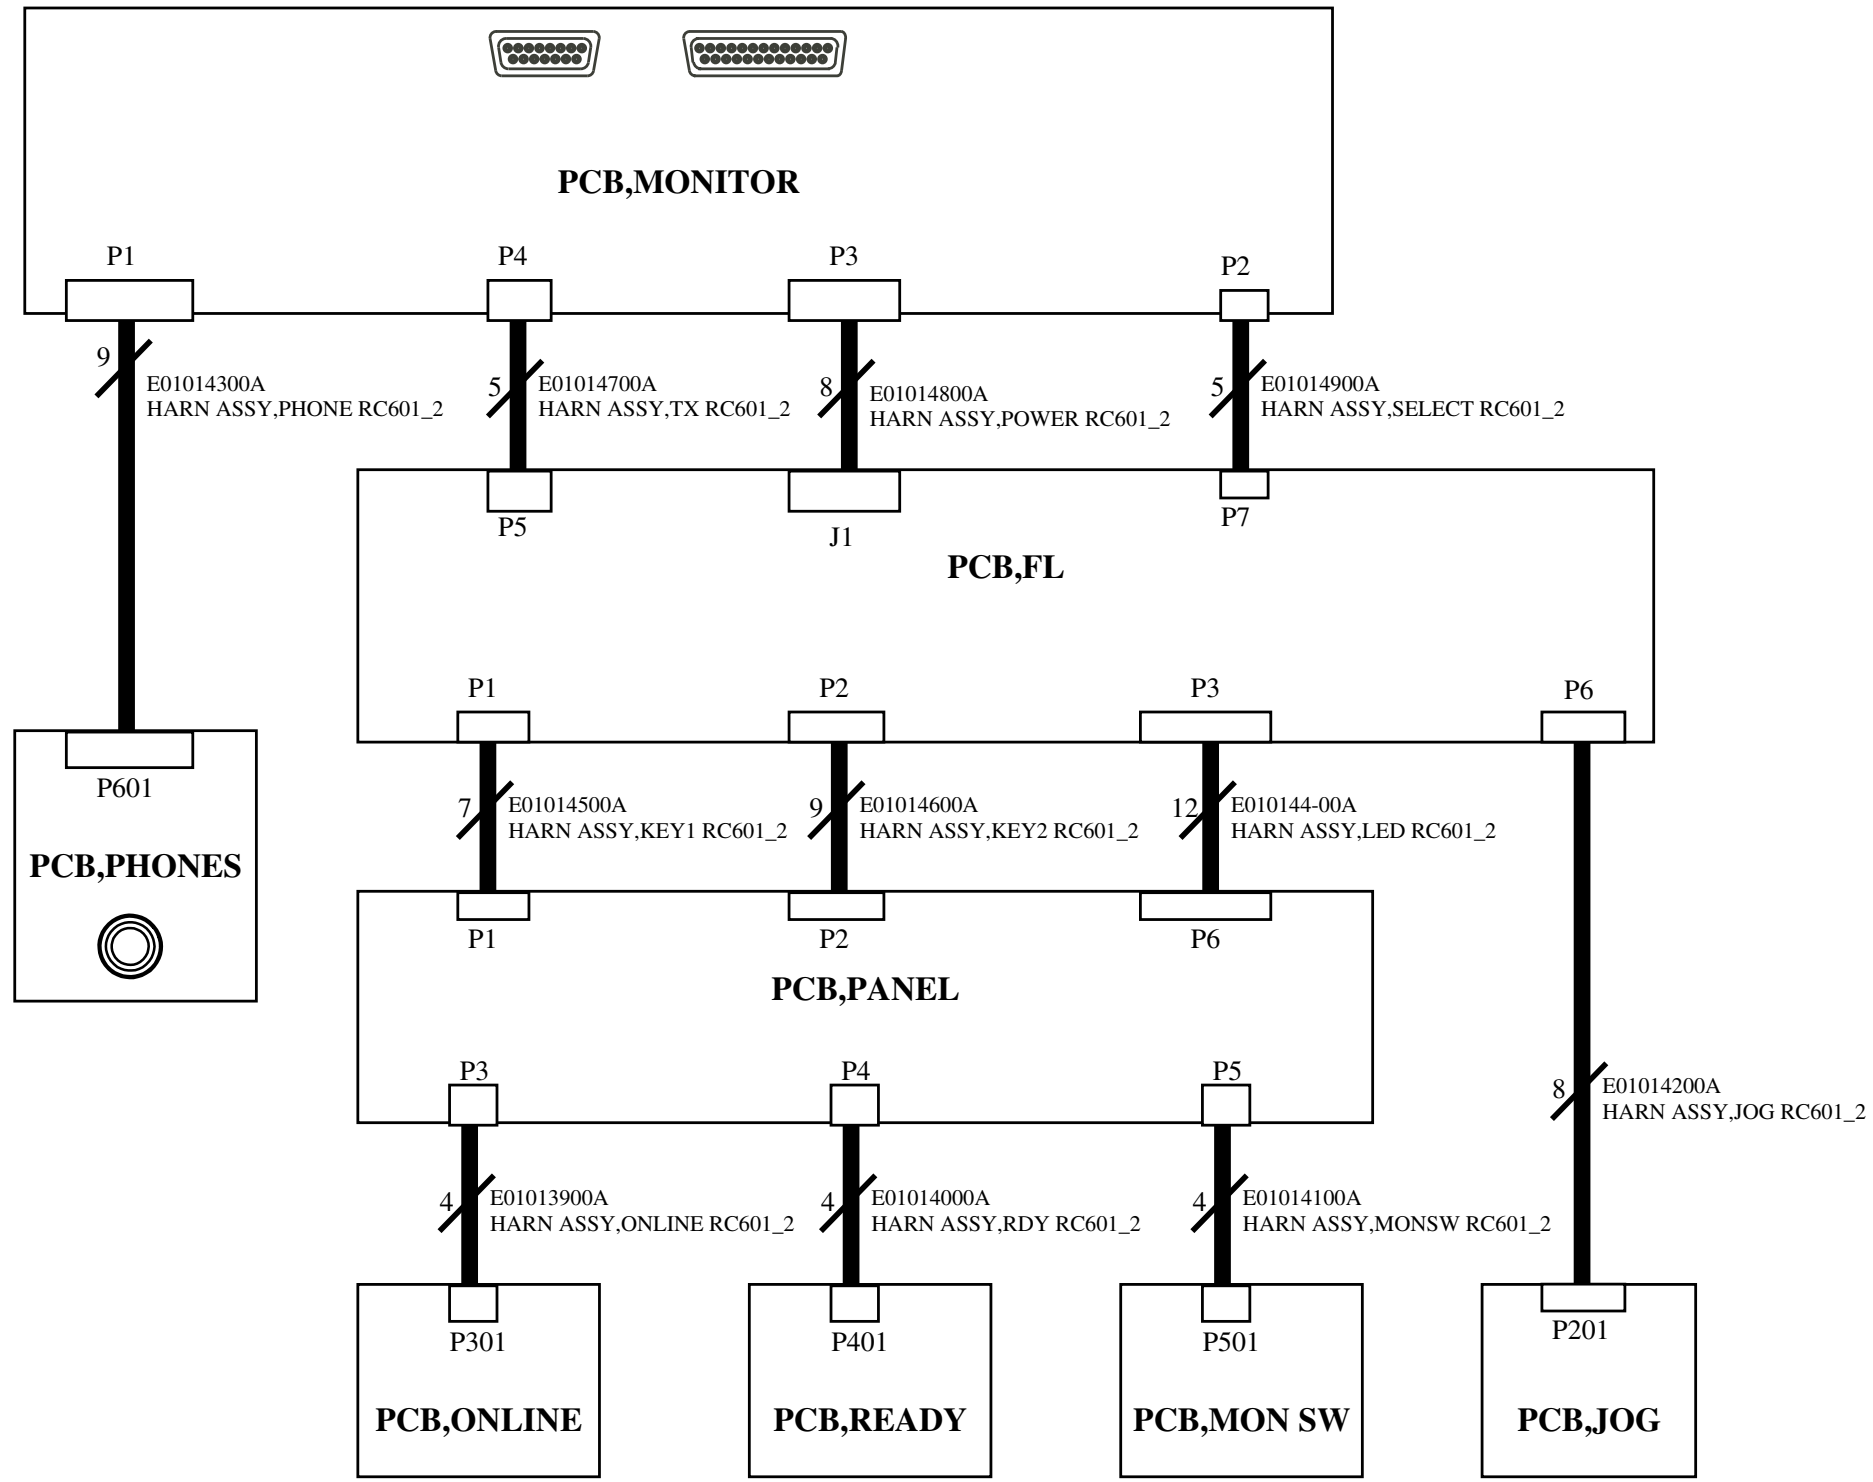 PCB,MONITOR
P1
P4
P3
P2
9
E01014300A
HARN ASSY,PHONE RC601_2
5
E01014700A
HARN ASSY,TX RC601_2
8
E01014800A
HARN ASSY,POWER RC601_2
5
E01014900A
HARN ASSY,SELECT RC601_2
P5
J1
P7
PCB,FL
P1
P2
P3
P6
P601
PCB,PHONES
7
E01014500A
HARN ASSY,KEY1 RC601_2
9
E01014600A
HARN ASSY,KEY2 RC601_2
12
E010144-00A
HARN ASSY,LED RC601_2
P1
P2
P6
PCB,PANEL
P3
P4
P5
8
E01014200A
HARN ASSY,JOG RC601_2
4
E01013900A
HARN ASSY,ONLINE RC601_2
4
E01014000A
HARN ASSY,RDY RC601_2
4
E01014100A
HARN ASSY,MONSW RC601_2
P301
P401
P501
P201
PCB,ONLINE
PCB,READY
PCB,MON SW
PCB,JOG